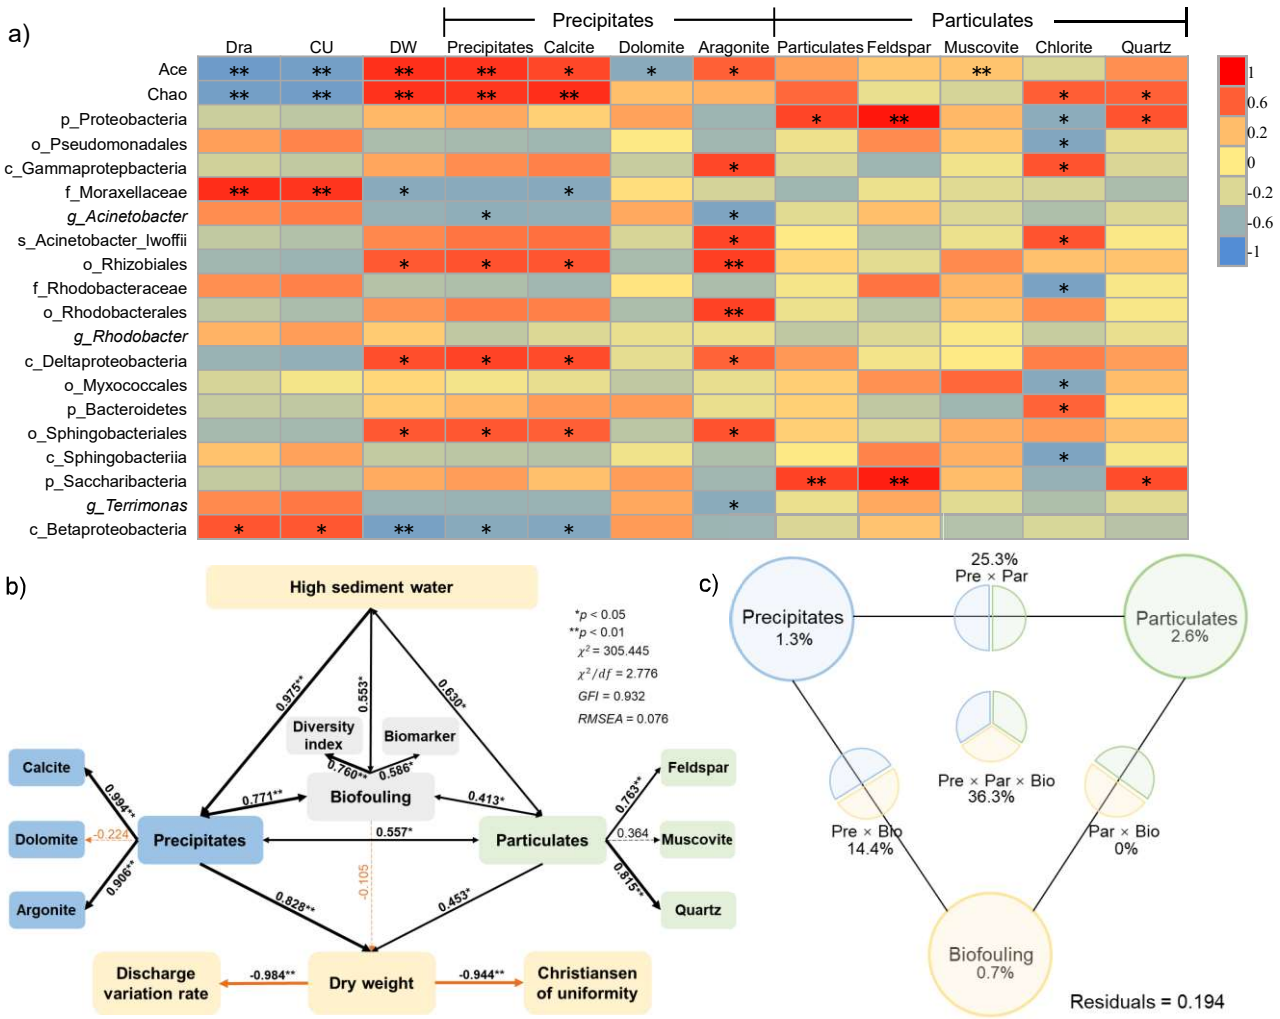 a)
Precipitates
Particulates
Dra CU DW Precipitates Calcite Dolomite Aragonite Particulates Feldspar Muscovite Chlorite Quartz
Ace ** ** ** ** * * * **
Chao ** ** ** ** ** * *
p_Proteobacteria * ** * *
o_Pseudomonadales *
c_Gammaprotepbacteria * *
f_Moraxellaceae ** ** * *
g_Acinetobacter * *
s_Acinetobacter_lwoffii * *
o_Rhizobiales * * * **
f_Rhodobacteraceae *
o_Rhodobacterales **
g_Rhodobacter
c_Deltaproteobacteria * * * *
o_Myxococcales *
p_Bacteroidetes *
o_Sphingobacteriales * * * *
c_Sphingobacteriia *
p_Saccharibacteria ** ** *
g_Terrimonas *
c_Betaproteobacteria * * ** * *
1
0.6
0.2
0
-0.2
-0.6
-1
b)
High sediment water
*p < 0.05
**p < 0.01
χ² = 305.445
χ²/df = 2.776
GFI = 0.932
RMSEA = 0.076
0.975**
0.553*
0.630*
Diversity
index
Biomarker
0.760**
0.586*
Biofouling
0.771**
0.413*
Calcite
Dolomite
Argonite
0.994**
-0.224
0.906**
Precipitates
0.557*
Particulates
0.763**
0.364
0.815**
Feldspar
Muscovite
Quartz
0.828**
-0.105
0.453*
Discharge
variation rate
-0.984**
Dry weight
-0.944**
Christiansen
of uniformity
c)
Precipitates
1.3%
25.3%
Pre × Par
Particulates
2.6%
Pre × Par × Bio
36.3%
Pre × Bio
14.4%
Par × Bio
0%
Biofouling
0.7%
Residuals = 0.194